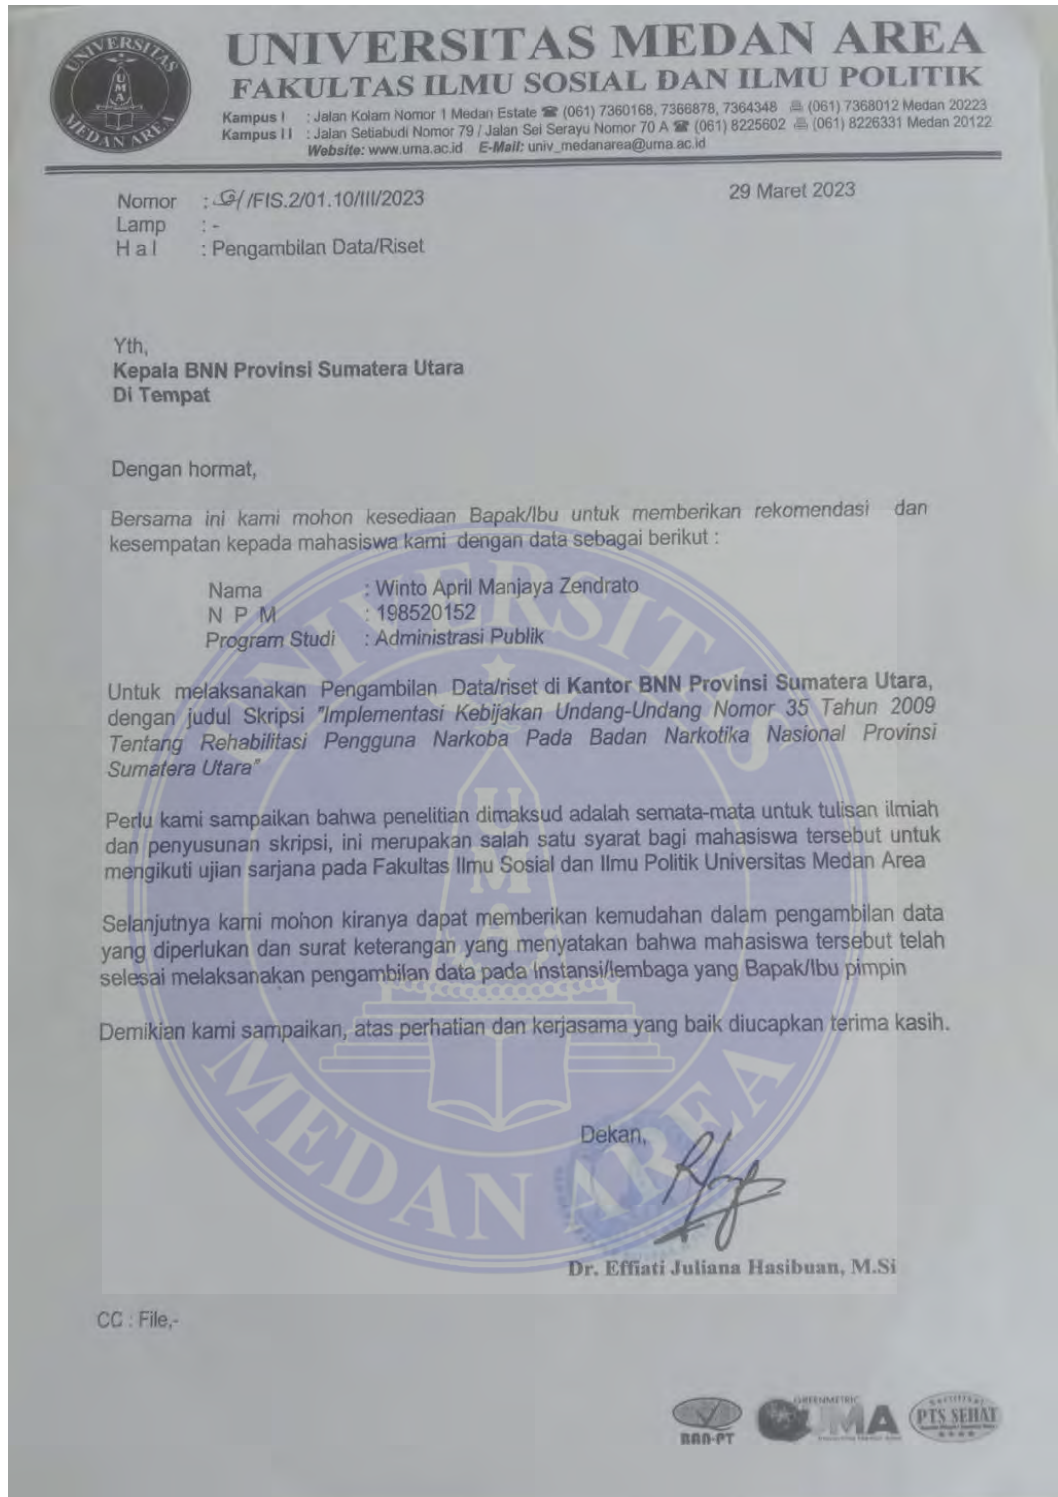 UNIVERSITAS MEDAN AREA
UNIVERSITAS MEDAN AREA
FAKULTAS ILMU SOSIAL DAN ILMU POLITIK
Kampus I : Jalan Kolam Nomor 1 Medan Estate ☎ (061) 7360168, 7366878, 7364348 (061) 7368012 Medan 20223
Kampus II : Jalan Setiabudi Nomor 79 / Jalan Sei Serayu Nomor 70 A ☎ (061) 8225602 (061) 8226331 Medan 20122
Website: www.uma.ac.id E-Mail: univ_medanarea@uma.ac.id
29 Maret 2023
Nomor : /FIS.2/01.10/III/2023
Lamp : -
H a l : Pengambilan Data/Riset
Yth,
Kepala BNN Provinsi Sumatera Utara
Di Tempat
Dengan hormat,
Bersama ini kami mohon kesediaan Bapak/Ibu untuk memberikan rekomendasi dan
kesempatan kepada mahasiswa kami dengan data sebagai berikut :
Nama : Winto April Manjaya Zendrato
N P M : 198520152
Program Studi : Administrasi Publik
Untuk melaksanakan Pengambilan Data/riset di Kantor BNN Provinsi Sumatera Utara,
dengan judul Skripsi "Implementasi Kebijakan Undang-Undang Nomor 35 Tahun 2009
Tentang Rehabilitasi Pengguna Narkoba Pada Badan Narkotika Nasional Provinsi
Sumatera Utara"
Perlu kami sampaikan bahwa penelitian dimaksud adalah semata-mata untuk tulisan ilmiah
dan penyusunan skripsi, ini merupakan salah satu syarat bagi mahasiswa tersebut untuk
mengikuti ujian sarjana pada Fakultas Ilmu Sosial dan Ilmu Politik Universitas Medan Area
Selanjutnya kami mohon kiranya dapat memberikan kemudahan dalam pengambilan data
yang diperlukan dan surat keterangan yang menyatakan bahwa mahasiswa tersebut telah
selesai melaksanakan pengambilan data pada instansi/lembaga yang Bapak/Ibu pimpin
Demikian kami sampaikan, atas perhatian dan kerjasama yang baik diucapkan terima kasih.
Dekan,
Dr. Effiati Juliana Hasibuan, M.Si
CC : File,-
UNIVERSITAS MEDAN AREA
UMA
BAN-PT
GREENMETRIC
UMA
PTS SEHAT